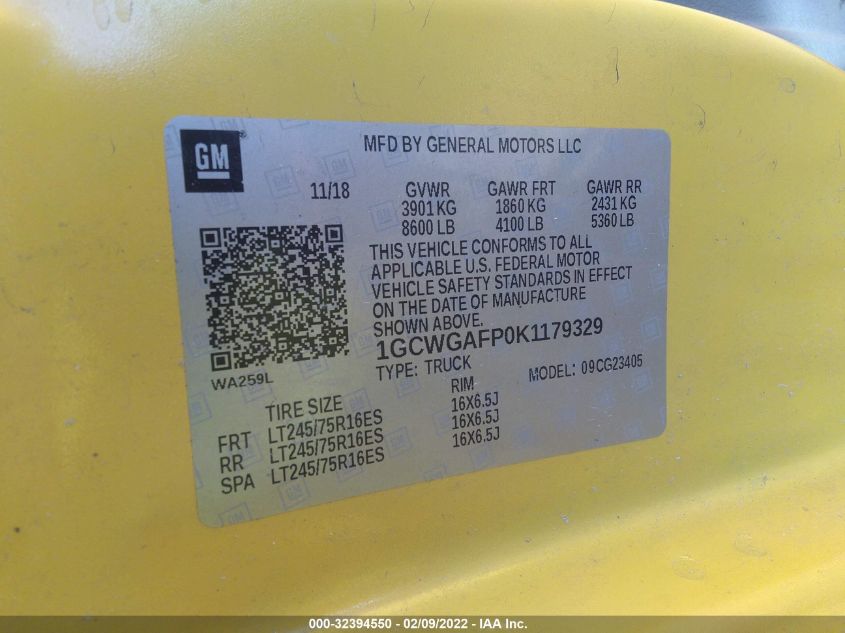 GM
MFD BY GENERAL MOTORS LLC
11/18 GVWR GAWR FRT GAWR RR
3901 KG 1860 KG 2431 KG
8600 LB 4100 LB 5360 LB
THIS VEHICLE CONFORMS TO ALL
APPLICABLE U.S. FEDERAL MOTOR
VEHICLE SAFETY STANDARDS IN EFFECT
ON THE DATE OF MANUFACTURE
SHOWN ABOVE.
1GCWGAFP0K1179329
WA259L
TYPE: TRUCK MODEL: 09CG23405
TIRE SIZE RIM
FRT LT245/75R16ES 16X6.5J
RR LT245/75R16ES 16X6.5J
SPA LT245/75R16ES 16X6.5J
000-32394550 - 02/09/2022 - IAA Inc.